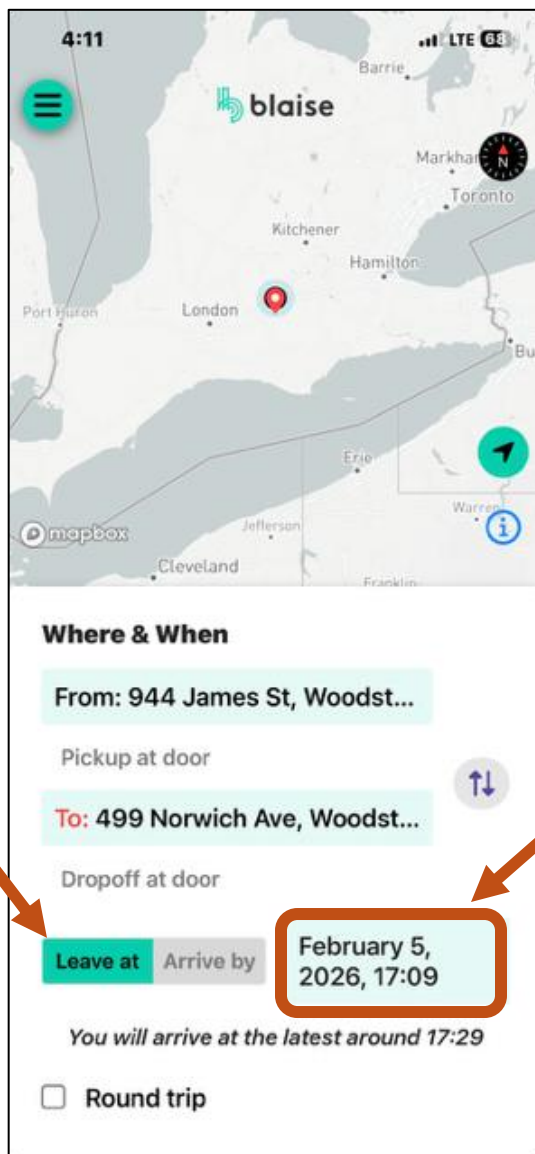 4:11
LTE 68
Barrie
blaise
Markham
N
Toronto
Kitchener
Hamilton
Port Huron
London
Bu
Erie
Warren
i
mapbox
Jefferson
Cleveland
Franklin
Where & When
From: 944 James St, Woodst...
Pickup at door
To: 499 Norwich Ave, Woodst...
Dropoff at door
Leave at
Arrive by
February 5,
2026, 17:09
You will arrive at the latest around 17:29
Round trip